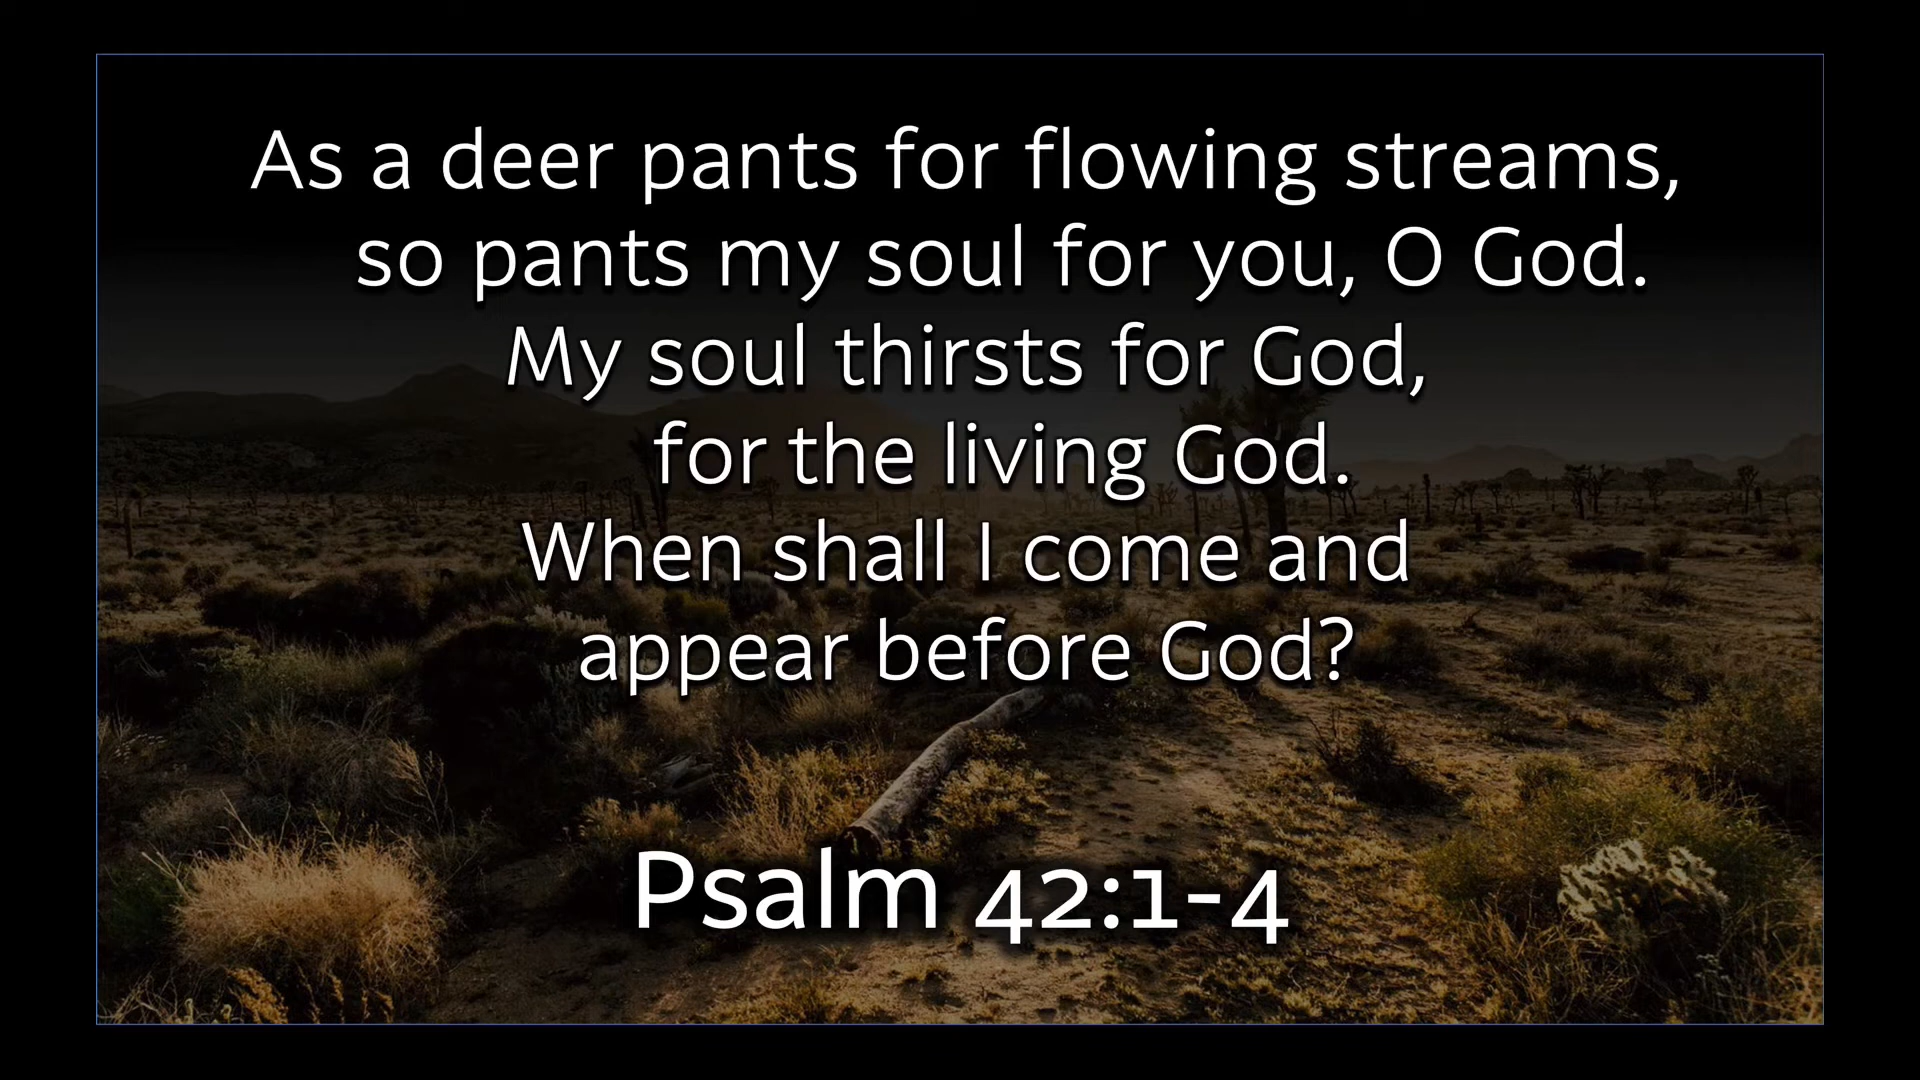 As a deer pants for flowing streams,
so pants my soul for you, O God.
My soul thirsts for God,
for the living God.
When shall I come and
appear before God?
Psalm 42:1-4